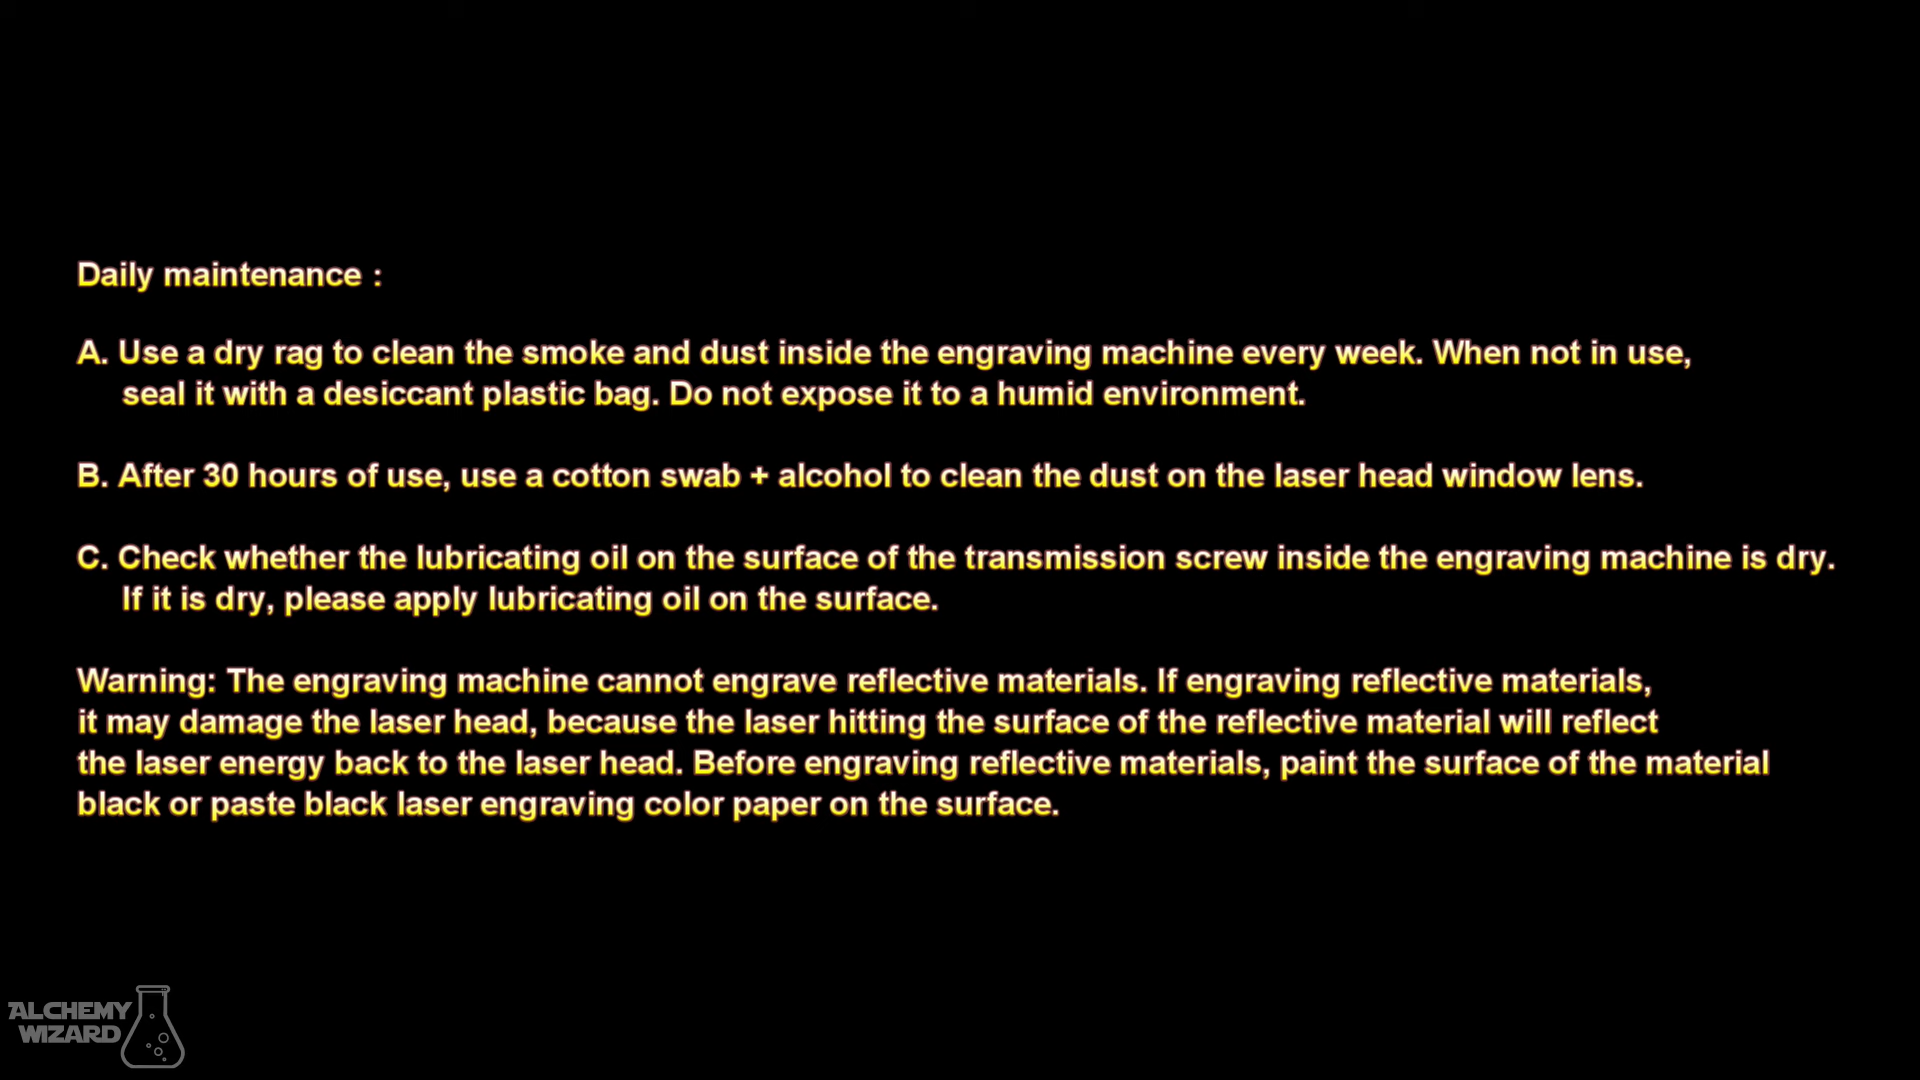 Daily maintenance :
A. Use a dry rag to clean the smoke and dust inside the engraving machine every week. When not in use,
seal it with a desiccant plastic bag. Do not expose it to a humid environment.
B. After 30 hours of use, use a cotton swab + alcohol to clean the dust on the laser head window lens.
C. Check whether the lubricating oil on the surface of the transmission screw inside the engraving machine is dry.
If it is dry, please apply lubricating oil on the surface.
Warning: The engraving machine cannot engrave reflective materials. If engraving reflective materials,
it may damage the laser head, because the laser hitting the surface of the reflective material will reflect
the laser energy back to the laser head. Before engraving reflective materials, paint the surface of the material
black or paste black laser engraving color paper on the surface.
ALCHEMY
WIZARD